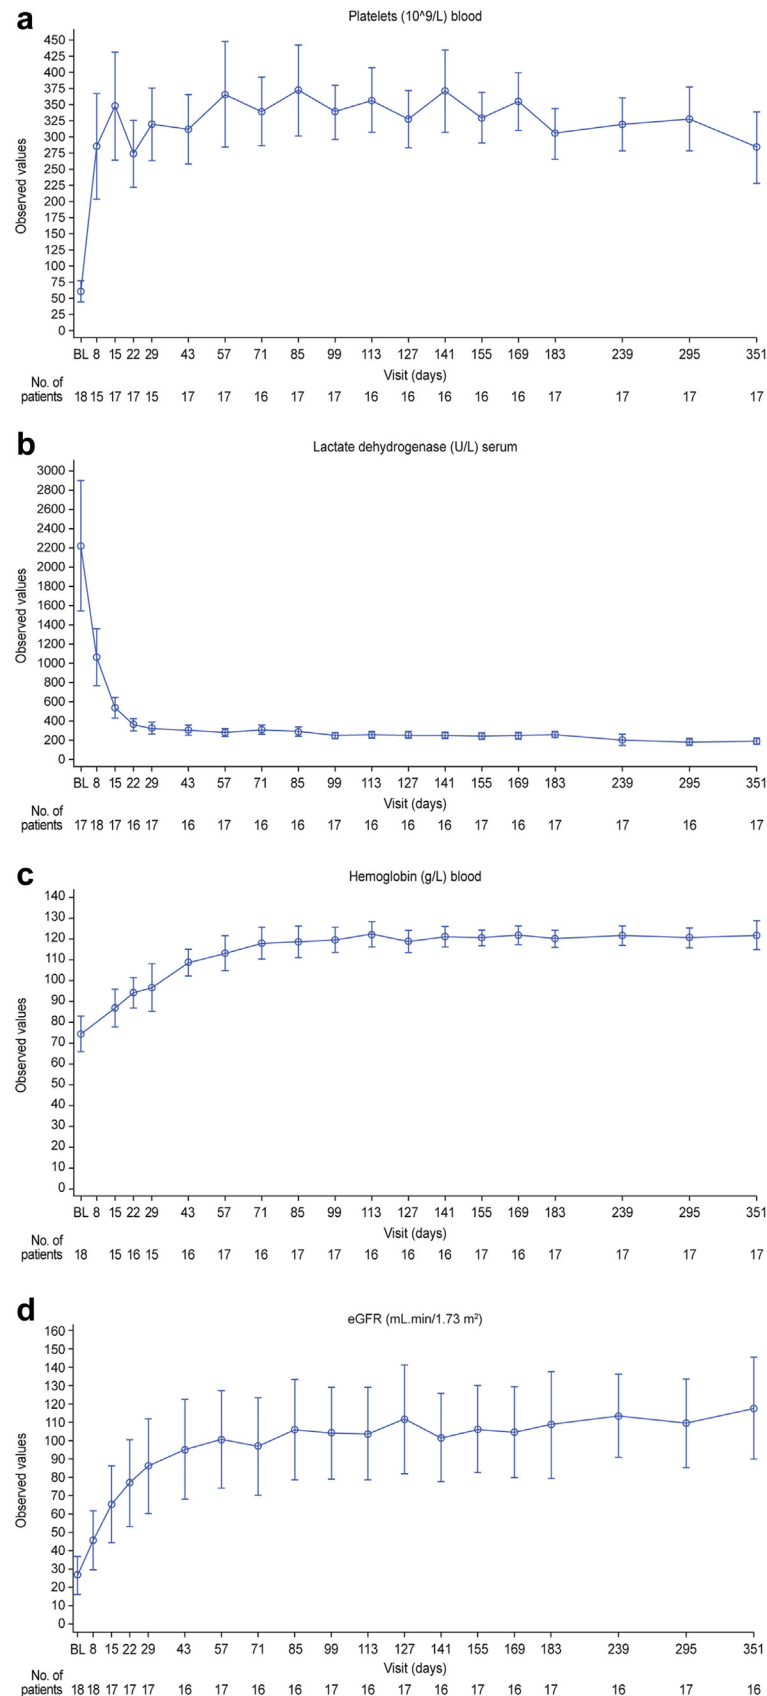 a
Platelets (10^9/L) blood
Observed values
450
425
400
375
350
325
300
275
250
225
200
175
150
125
100
75
50
25
0
BL 8 15 22 29 43 57 71 85 99 113 127 141 155 169 183 239 295 351
Visit (days)
No. of
patients 18 15 17 17 15 17 17 16 17 17 16 16 16 16 16 17 17 17 17
b
Lactate dehydrogenase (U/L) serum
Observed values
3000
2800
2600
2400
2200
2000
1800
1600
1400
1200
1000
800
600
400
200
0
BL 8 15 22 29 43 57 71 85 99 113 127 141 155 169 183 239 295 351
Visit (days)
No. of
patients 17 18 17 16 17 16 17 16 16 17 16 16 16 17 16 17 17 16 17
c
Hemoglobin (g/L) blood
Observed values
140
130
120
110
100
90
80
70
60
50
40
30
20
10
0
BL 8 15 22 29 43 57 71 85 99 113 127 141 155 169 183 239 295 351
Visit (days)
No. of
patients 18 15 16 15 16 17 16 17 17 16 16 16 17 16 17 17 17 17
d
eGFR (mL.min/1.73 m²)
Observed values
160
150
140
130
120
110
100
90
80
70
60
50
40
30
20
10
0
BL 8 15 22 29 43 57 71 85 99 113 127 141 155 169 183 239 295 351
Visit (days)
No. of
patients 18 18 17 17 17 16 17 16 16 17 16 17 16 17 16 17 16 17 16